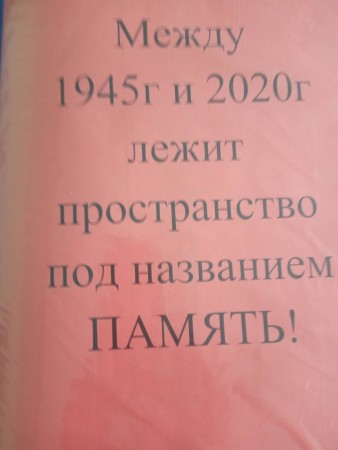 Между
1945г и 2020г
лежит
пространство
под названием
ПАМЯТЬ!